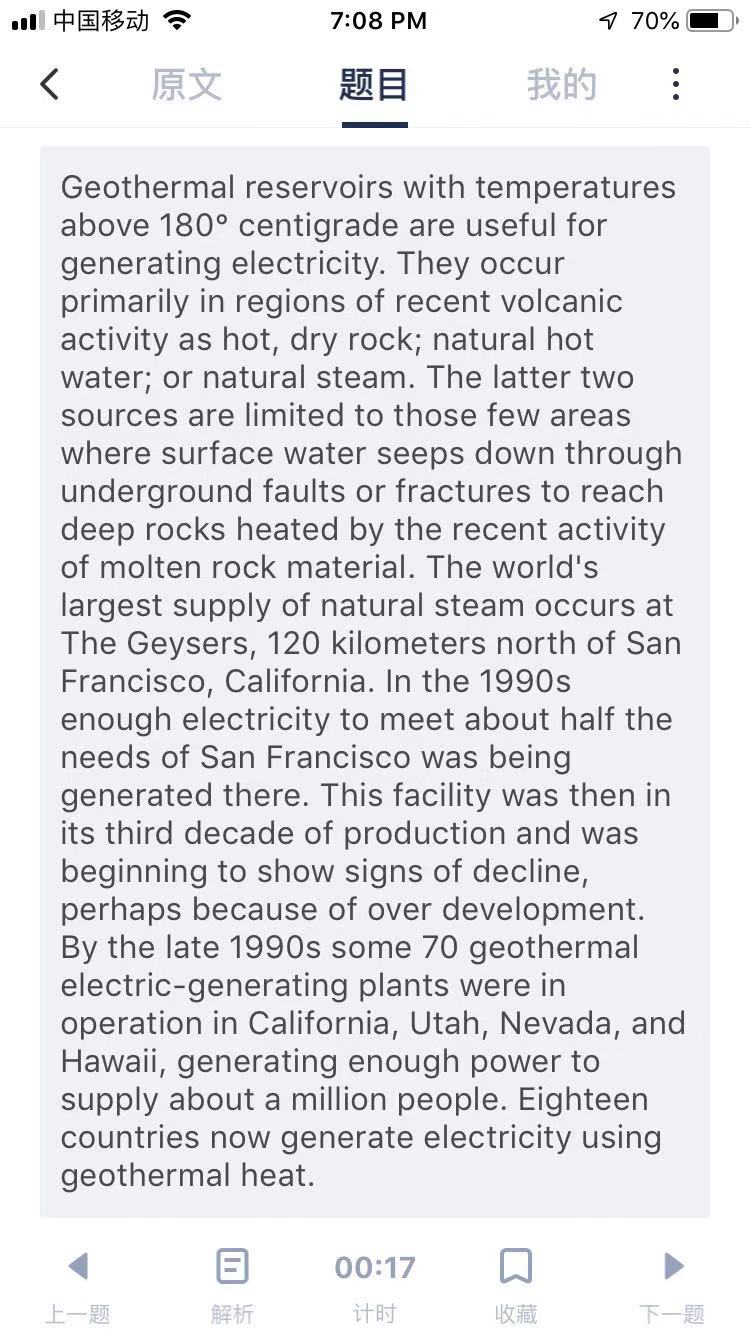 中国移动 7:08 PM 70%
原文 题目 我的
Geothermal reservoirs with temperatures
above 180° centigrade are useful for
generating electricity. They occur
primarily in regions of recent volcanic
activity as hot, dry rock; natural hot
water; or natural steam. The latter two
sources are limited to those few areas
where surface water seeps down through
underground faults or fractures to reach
deep rocks heated by the recent activity
of molten rock material. The world's
largest supply of natural steam occurs at
The Geysers, 120 kilometers north of San
Francisco, California. In the 1990s
enough electricity to meet about half the
needs of San Francisco was being
generated there. This facility was then in
its third decade of production and was
beginning to show signs of decline,
perhaps because of over development.
By the late 1990s some 70 geothermal
electric-generating plants were in
operation in California, Utah, Nevada, and
Hawaii, generating enough power to
supply about a million people. Eighteen
countries now generate electricity using
geothermal heat.
00:17
上一题 解析 计时 收藏 下一题